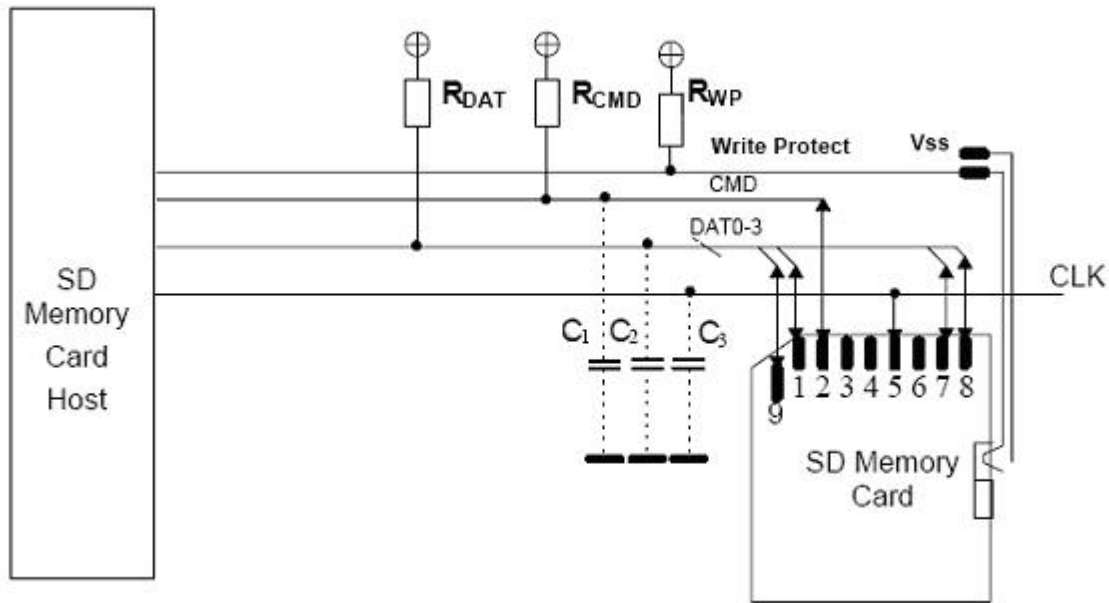 RDAT
RCMD
RWP
Write Protect
Vss
CMD
DAT0-3
CLK
SD
Memory
Card
Host
C1
C2
C3
1 2 3 4 5 6 7 8
9
SD Memory
Card